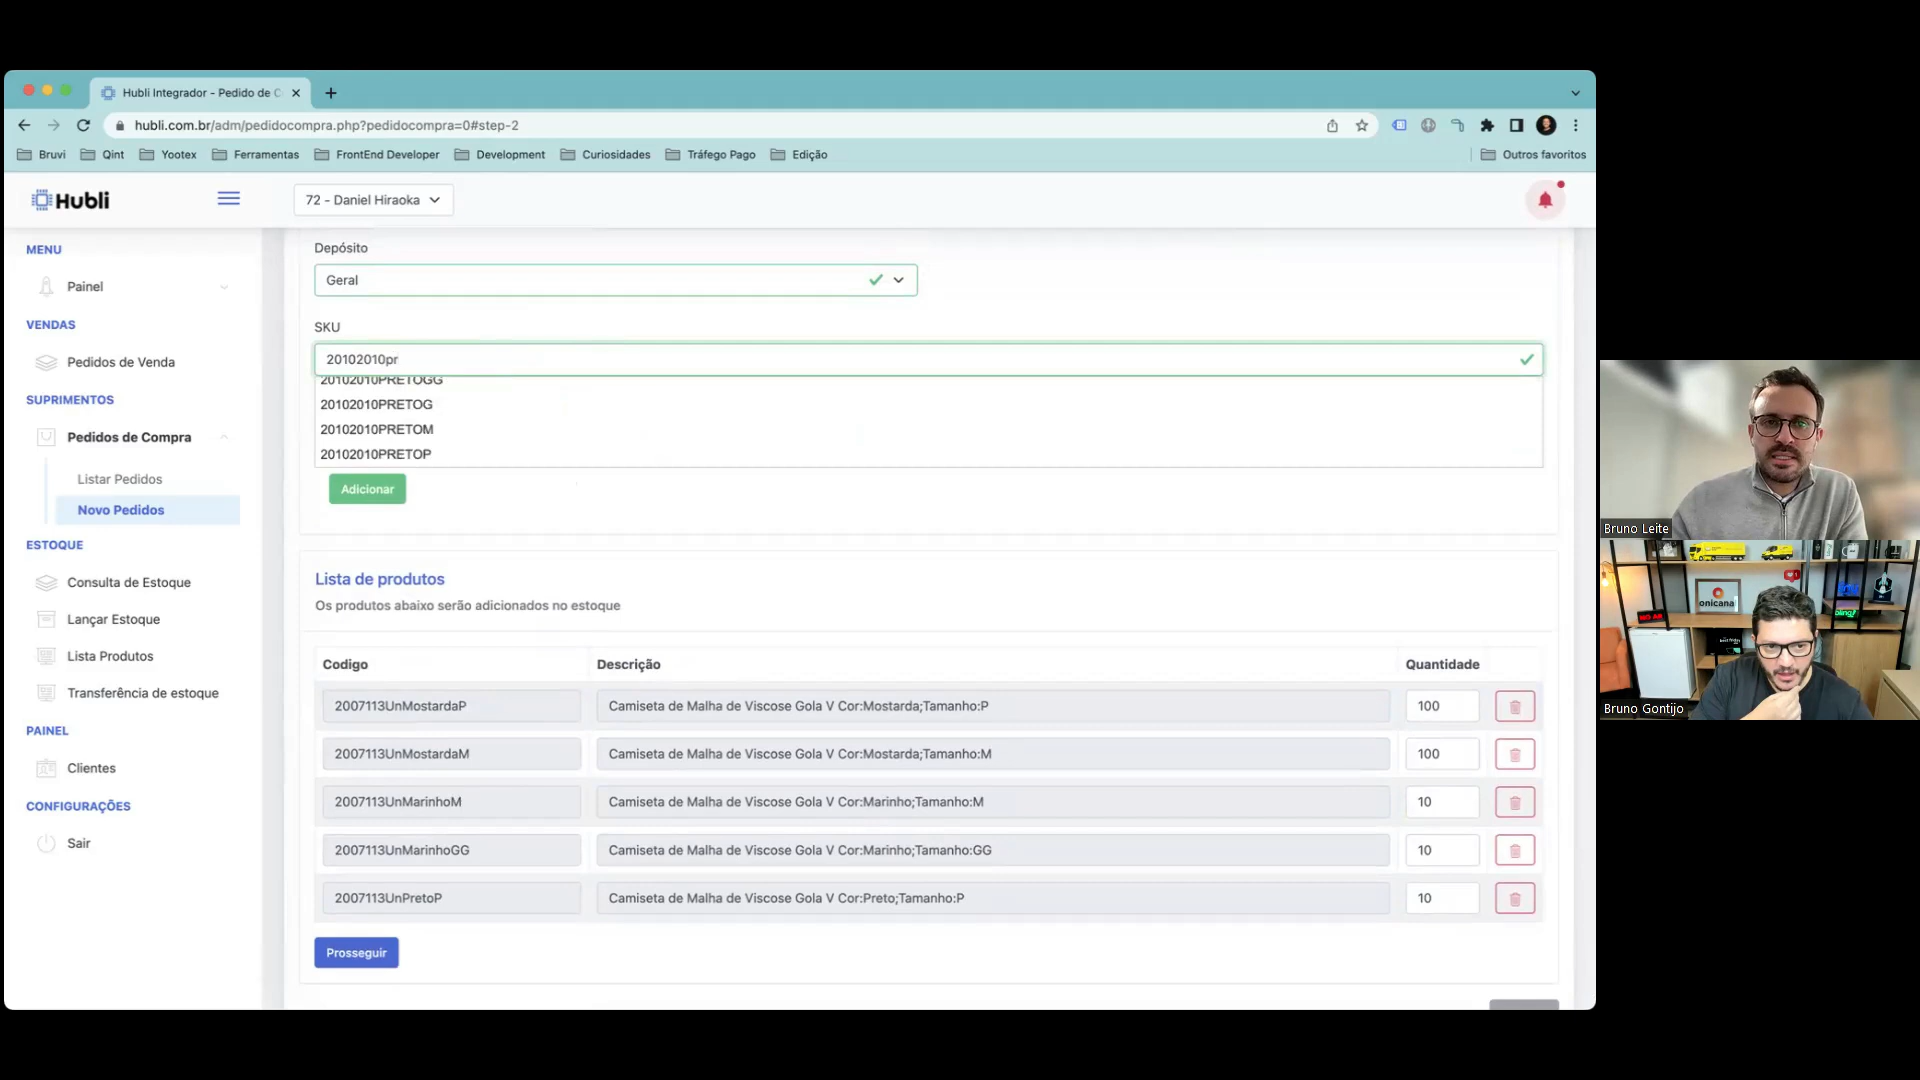 Hubli Integrador - Pedido de C
hubli.com.br/adm/pedidocompra.php?pedidocompra=0#step-2
Bruvi Qint Yootex Ferramentas FrontEnd Developer Development Curiosidades Tráfego Pago Edição Outros favoritos
Hubli
72 - Daniel Hiraoka
MENU
Painel
VENDAS
Pedidos de Venda
SUPRIMENTOS
Pedidos de Compra
Listar Pedidos
Novo Pedidos
ESTOQUE
Consulta de Estoque
Lançar Estoque
Lista Produtos
Transferência de estoque
PAINEL
Clientes
CONFIGURAÇÕES
Sair
Depósito
Geral
SKU
20102010pr
20102010PRETOGG
20102010PRETOG
20102010PRETOM
20102010PRETOP
Adicionar
Lista de produtos
Os produtos abaixo serão adicionados no estoque
Codigo Descrição Quantidade
2007113UnMostardaP Camiseta de Malha de Viscose Gola V Cor:Mostarda;Tamanho:P 100
2007113UnMostardaM Camiseta de Malha de Viscose Gola V Cor:Mostarda;Tamanho:M 100
2007113UnMarinhoM Camiseta de Malha de Viscose Gola V Cor:Marinho;Tamanho:M 10
2007113UnMarinhoGG Camiseta de Malha de Viscose Gola V Cor:Marinho;Tamanho:GG 10
2007113UnPretoP Camiseta de Malha de Viscose Gola V Cor:Preto;Tamanho:P 10
Prosseguir
Bruno Leite
onicana
bling!
Bruno Gontijo